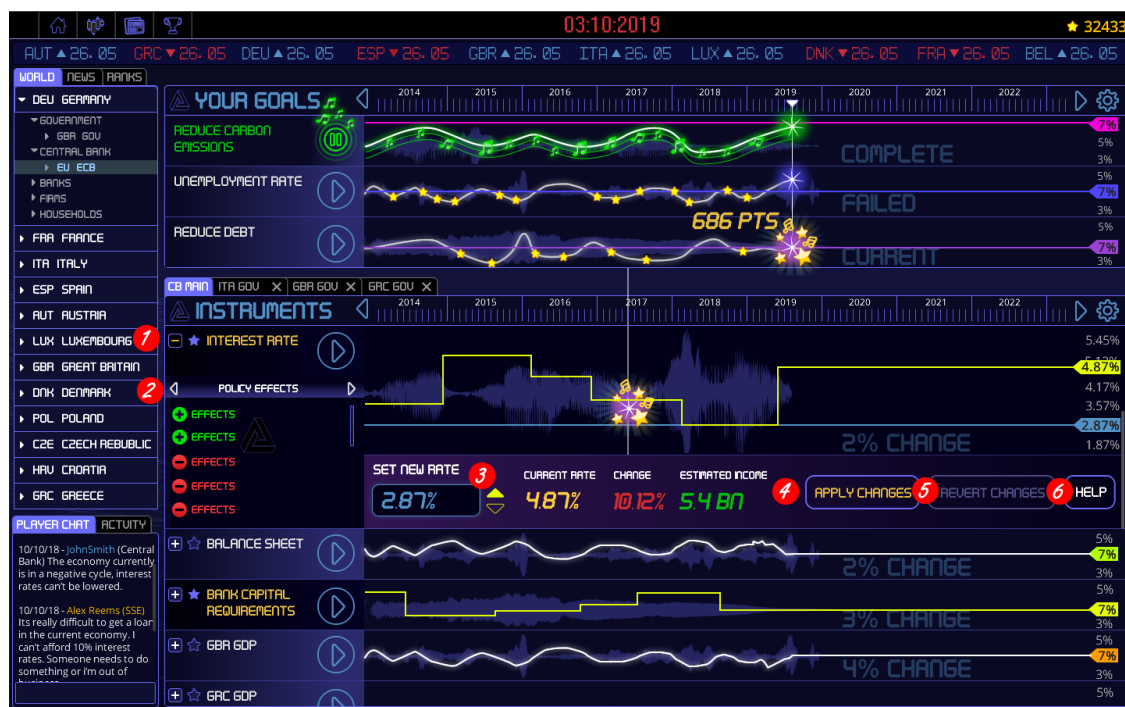 03:10:2019
32433
AUT ▲ 26.05 GRC ▼ 26.05 DEU ▲ 26.05 ESP ▼ 26.05 GBR ▲ 26.05 ITA ▲ 26.05 LUX ▲ 26.05 DNK ▼ 26.05 FRA ▼ 26.05 BEL ▲ 26.05
WORLD NEWS RANKS
DEU GERMANY
GOVERNMENT
GBR GOV
CENTRAL BANK
EU ECB
BANKS
FIRMS
HOUSEHOLDS
FRA FRANCE
ITA ITALY
ESP SPAIN
AUT AUSTRIA
LUX LUXEMBOURG 1
GBR GREAT BRITAIN
DNK DENMARK 2
POL POLAND
CZE CZECH REBUBLIC
HRV CROATIA
GRC GREECE
PLAYER CHAT ACTVITY
10/10/18 - JohnSmith (Central
Bank) The economy currently
is in a negative cycle, interest
rates can't be lowered.
10/10/18 - Alex Reems (SSE)
Its really difficult to get a loan
in the current economy. I
can't afford 10% interest
rates. Someone needs to do
something or i'm out of
YOUR GOALS
2014 2015 2016 2017 2018 2019 2020 2021 2022
REDUCE CARBON
EMISSIONS
COMPLETE
7%
5%
3%
UNEMPLOYMENT RATE
FAILED
5%
7%
3%
REDUCE DEBT
686 PTS
CURRENT
5%
7%
3%
CB MAIN ITA GOV X GBR GOV X GRC GOV X
INSTRUMENTS
2014 2015 2016 2017 2018 2019 2020 2021 2022
INTEREST RATE
POLICY EFFECTS
EFFECTS
EFFECTS
EFFECTS
EFFECTS
EFFECTS
2% CHANGE
5.45%
4.87%
4.17%
3.57%
2.87%
1.87%
SET NEW RATE 3 CURRENT RATE CHANGE ESTIMATED INCOME
2.87% 4.87% 10.12% 5.4 BN
4 APPLY CHANGES 5 REVERT CHANGES 6 HELP
BALANCE SHEET
2% CHANGE
5%
7%
3%
BANK CAPITAL
REQUIREMENTS
3% CHANGE
5%
7%
3%
GBR GDP
4% CHANGE
5%
7%
3%
GRC GDP
5%